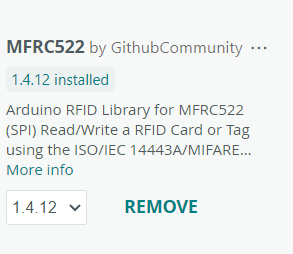 MFRC522 by GithubCommunity ...
1.4.12 installed
Arduino RFID Library for MFRC522
(SPI) Read/Write a RFID Card or Tag
using the ISO/IEC 14443A/MIFARE...
More info
1.4.12 REMOVE